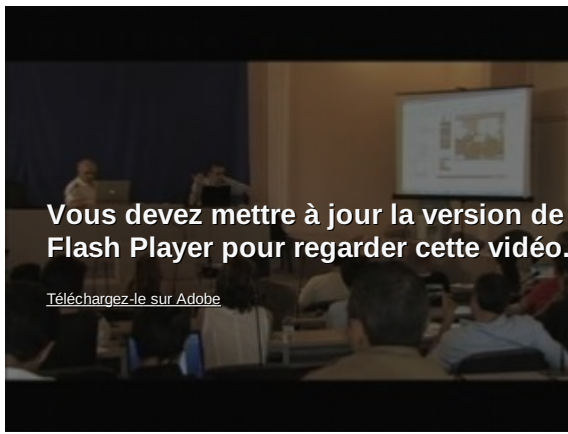 Vous devez mettre à jour la version de
Flash Player pour regarder cette vidéo.
Téléchargez-le sur Adobe